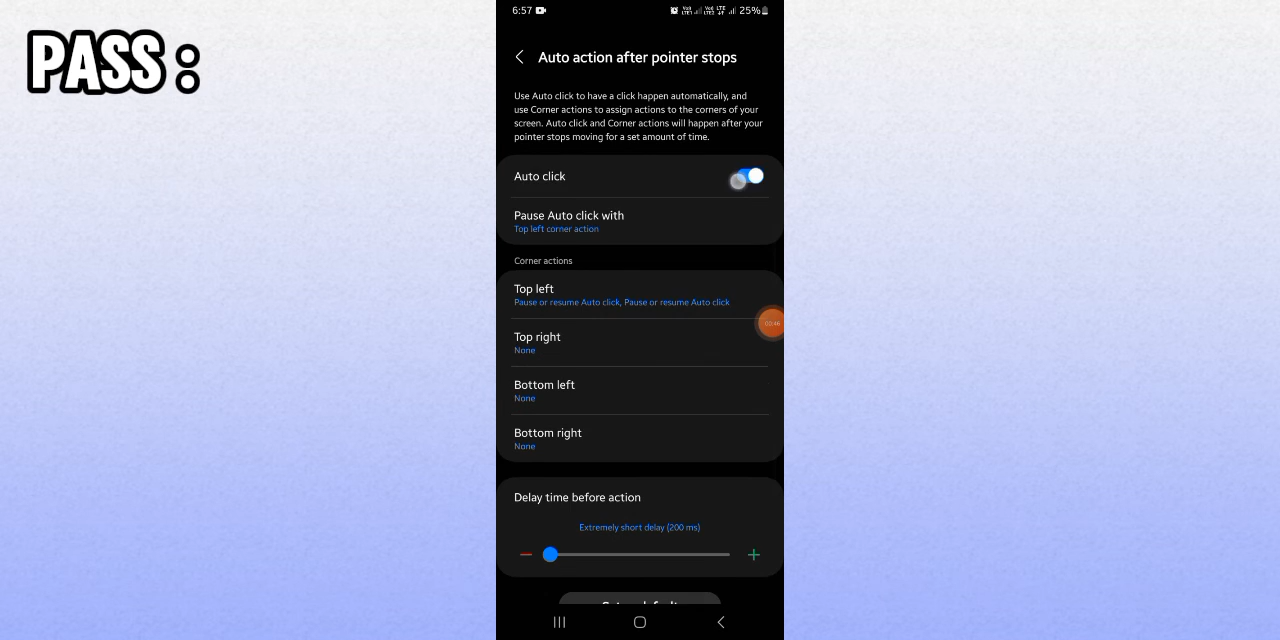 PASS:
6:57
25%
Auto action after pointer stops
Use Auto click to have a click happen automatically, and
use Corner actions to assign actions to the corners of your
screen. Auto click and Corner actions will happen after your
pointer stops moving for a set amount of time.
Auto click
Pause Auto click with
Top left corner action
Corner actions
Top left
Pause or resume Auto click, Pause or resume Auto click
00:46
Top right
None
Bottom left
None
Bottom right
None
Delay time before action
Extremely short delay (200 ms)